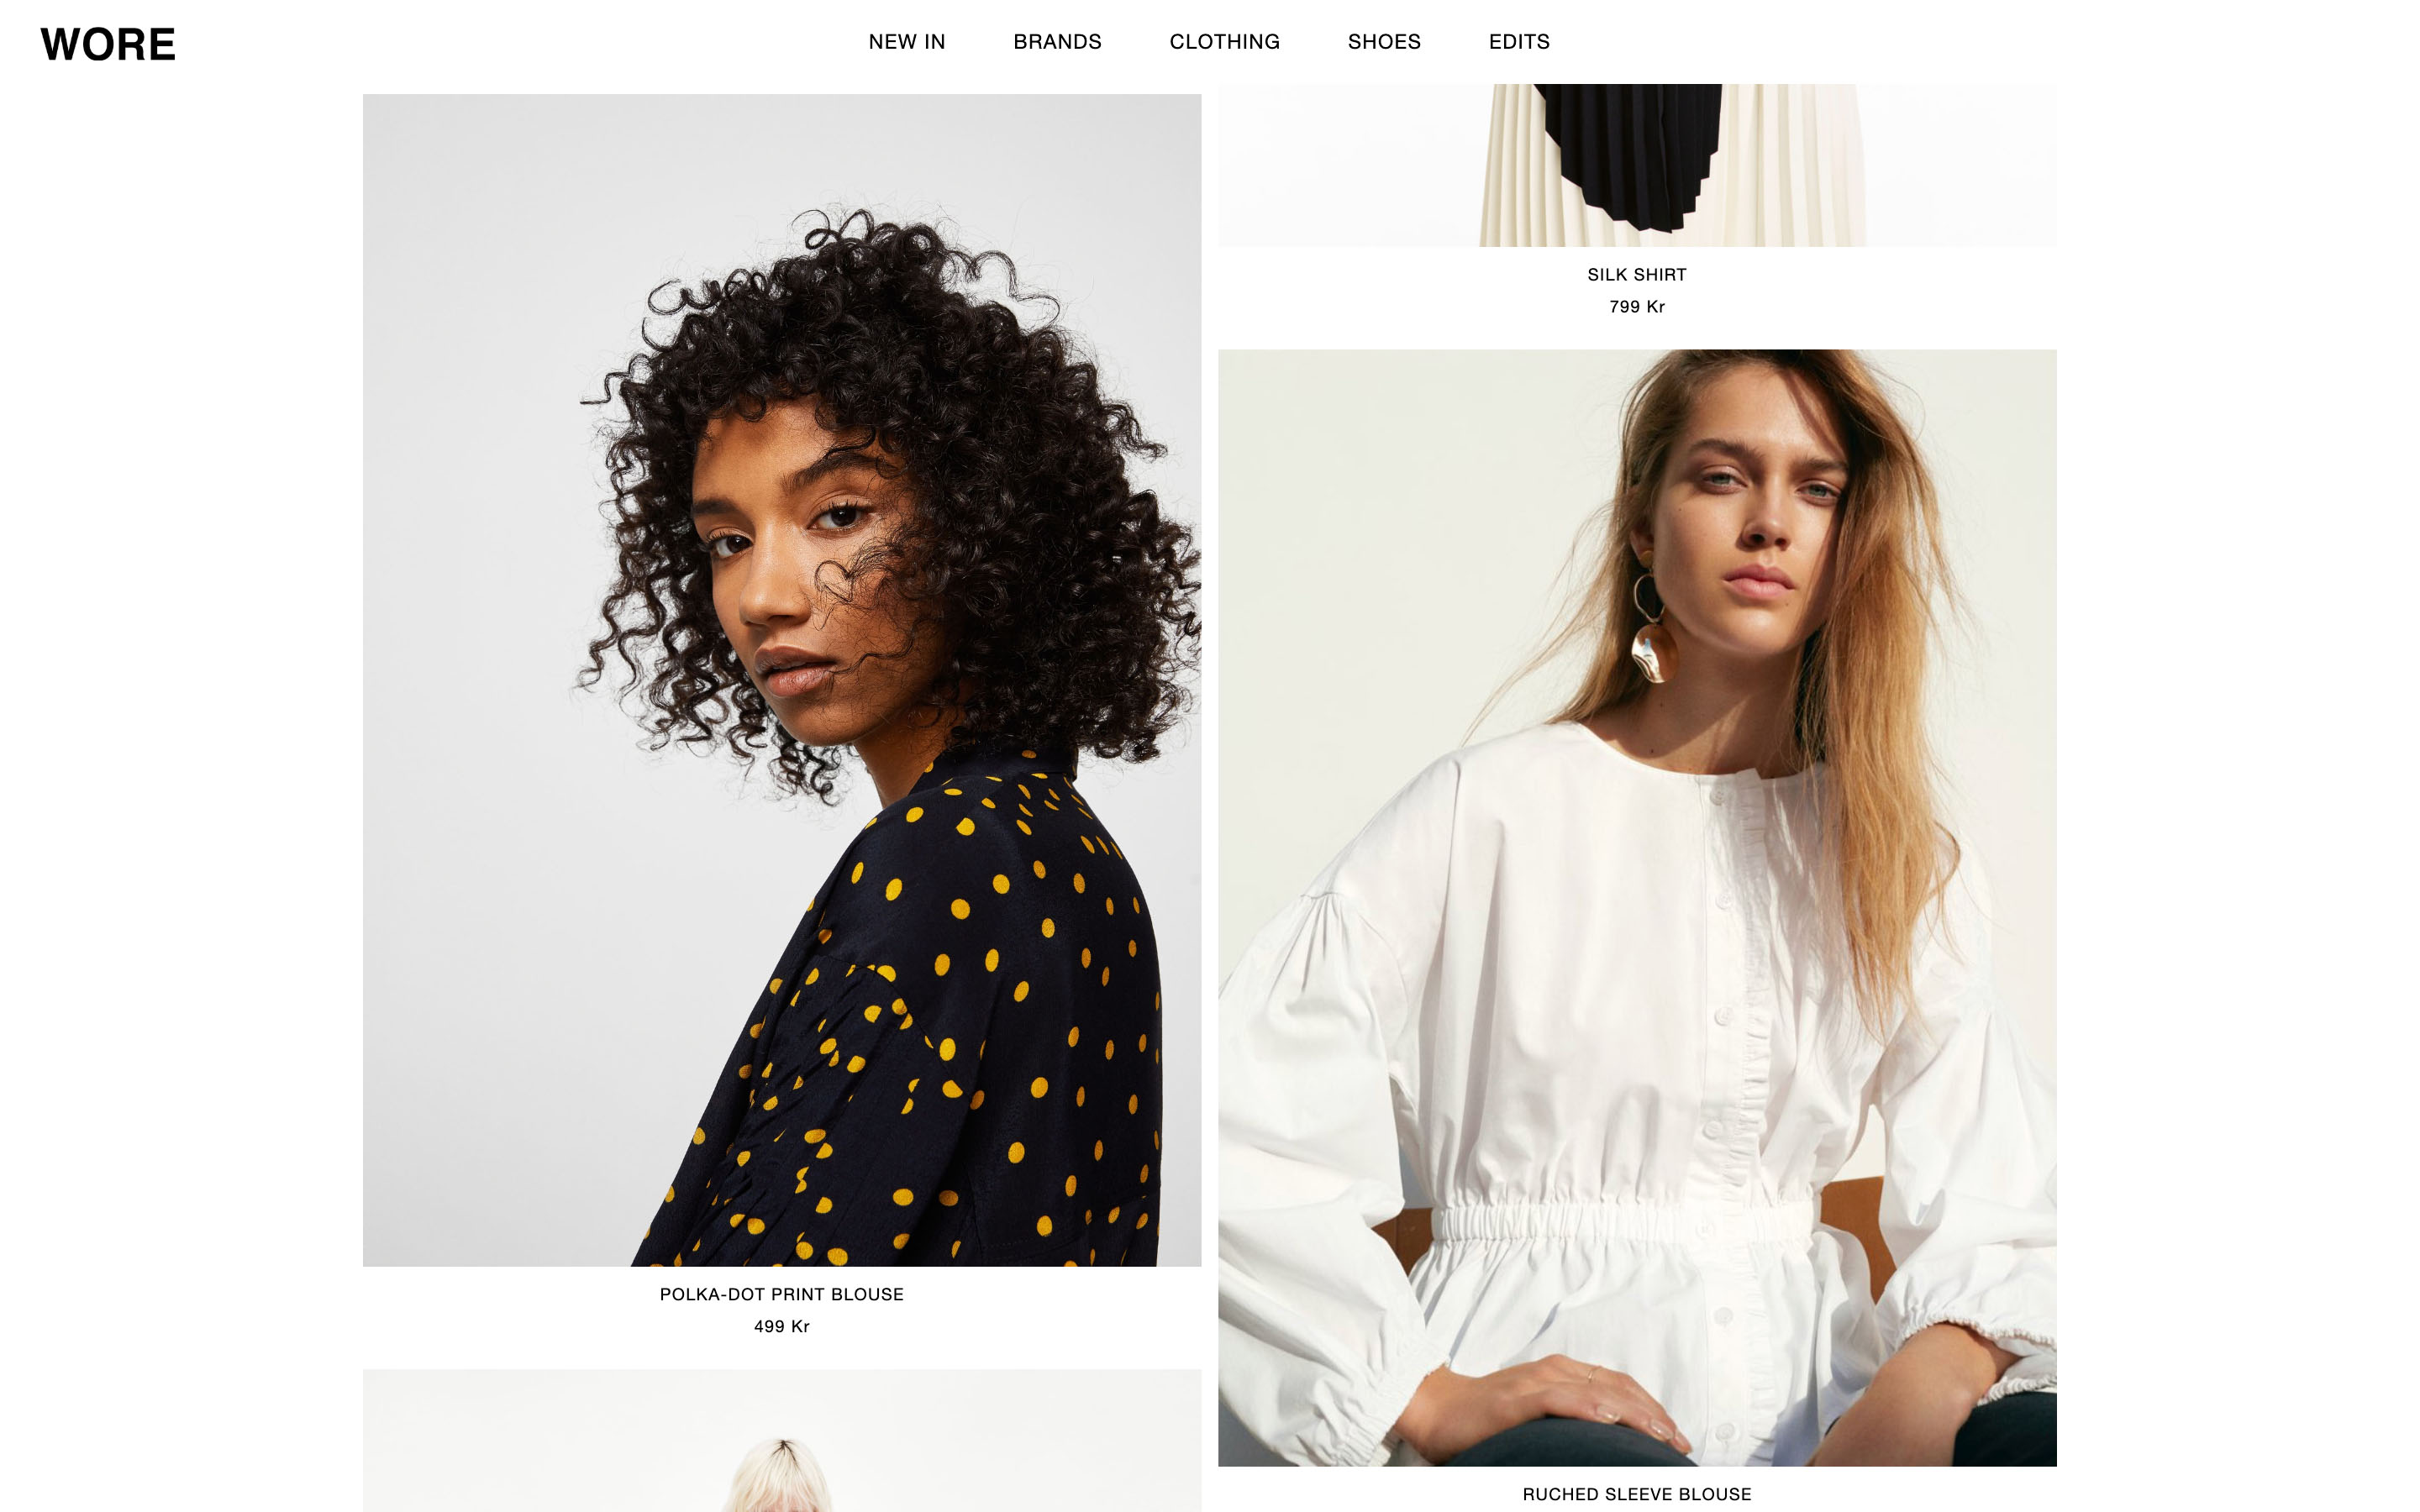 WORE
NEW IN
BRANDS
CLOTHING
SHOES
EDITS
SILK SHIRT
799 Kr
POLKA-DOT PRINT BLOUSE
499 Kr
RUCHED SLEEVE BLOUSE